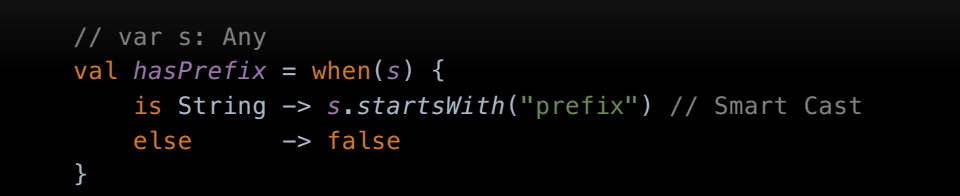 // var s: Any
val hasPrefix = when(s) {
    is String -> s.startsWith("prefix") // Smart Cast
    else      -> false
}